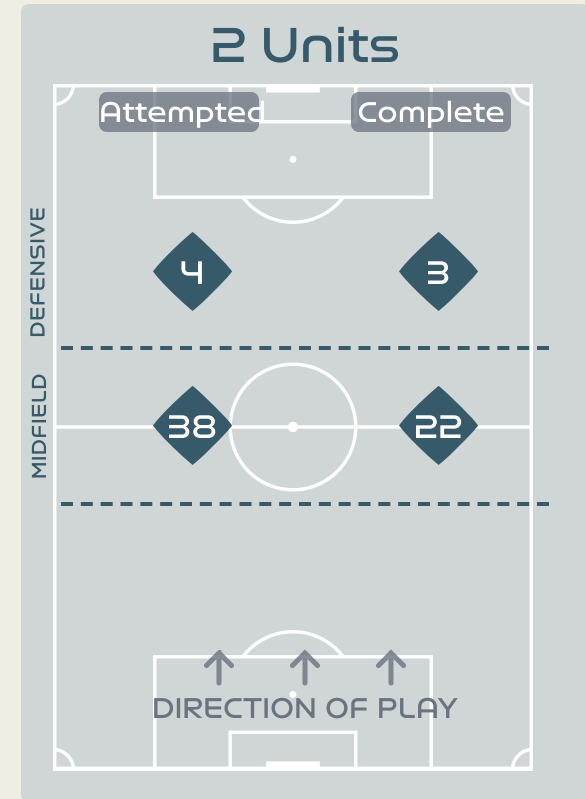 2 Units
Attempted
Complete
DEFENSIVE
4
3
MIDFIELD
38
22
DIRECTION OF PLAY